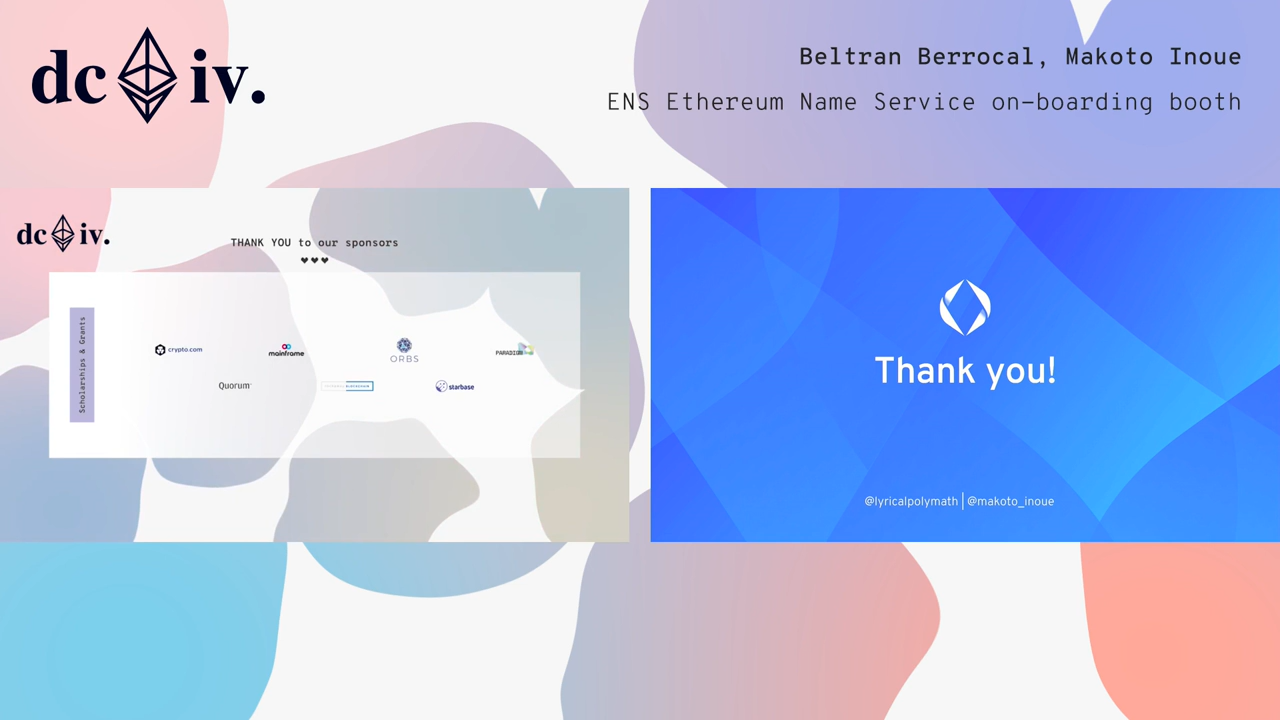 dc iv.
Beltran Berrocal, Makoto Inoue
ENS Ethereum Name Service on-boarding booth
dc iv.
THANK YOU to our sponsors
♥♥♥
Scholarships & Grants
crypto.com
mainframe
ORBS
PARADIUM
Quorum
starbase
Thank you!
@lyricalpolymath | @makoto_inoue